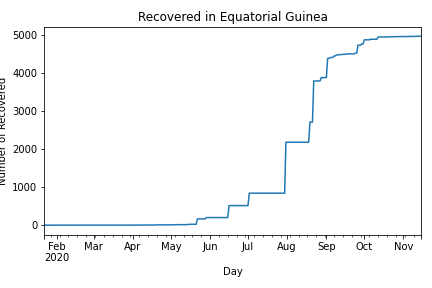 Recovered in Equatorial Guinea
Number of Recovered
5000
4000
3000
2000
1000
0
Feb Mar Apr May Jun Jul Aug Sep Oct Nov
2020
Day